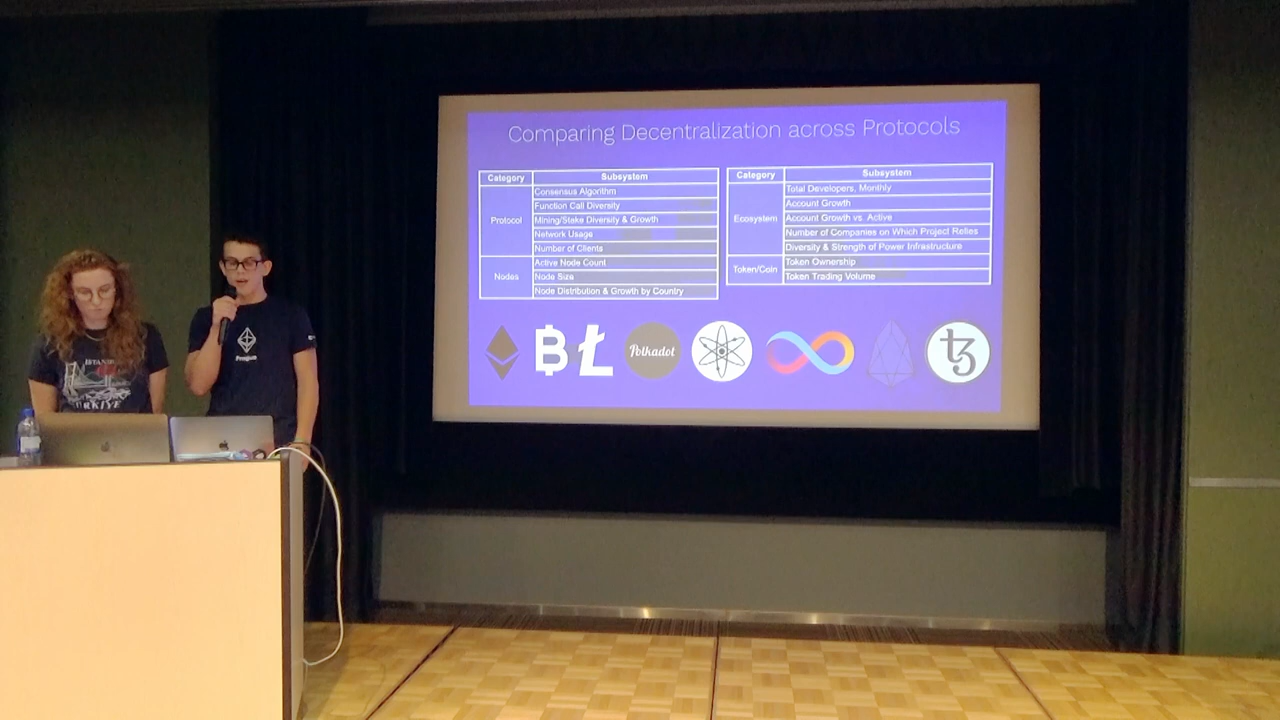 Comparing Decentralization across Protocols
Category Subsystem
Protocol
Consensus Algorithm
Function Call Diversity
Mining/Stake Diversity & Growth
Network Usage
Number of Clients
Nodes
Active Node Count
Node Size
Node Distribution & Growth by Country
Category Subsystem
Ecosystem
Total Developers, Monthly
Account Growth
Account Growth vs. Active
Number of Companies on Which Project Relies
Diversity & Strength of Power Infrastructure
Token/Coin
Token Ownership
Token Trading Volume
Polkadot
ISTANBUL
TÜRKİYE